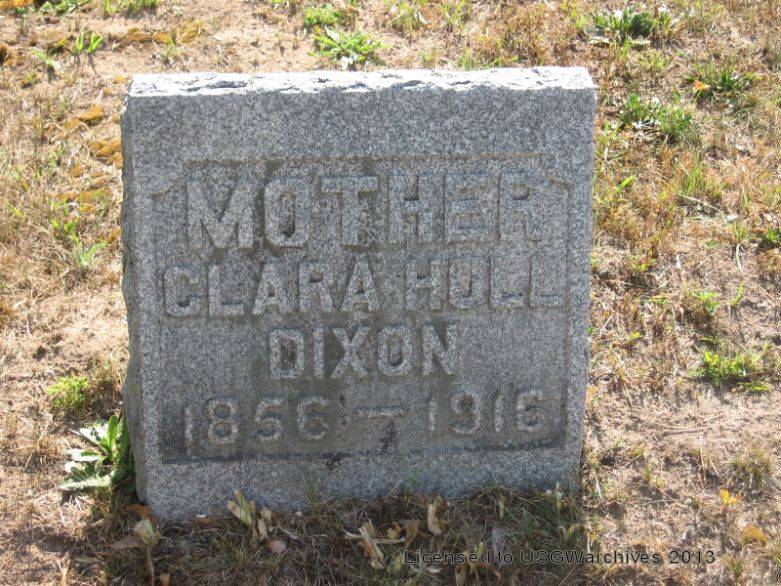 MOTHER
CLARA HULL
DIXON
1856 — 1916
Licensed to USGWarchives 2013